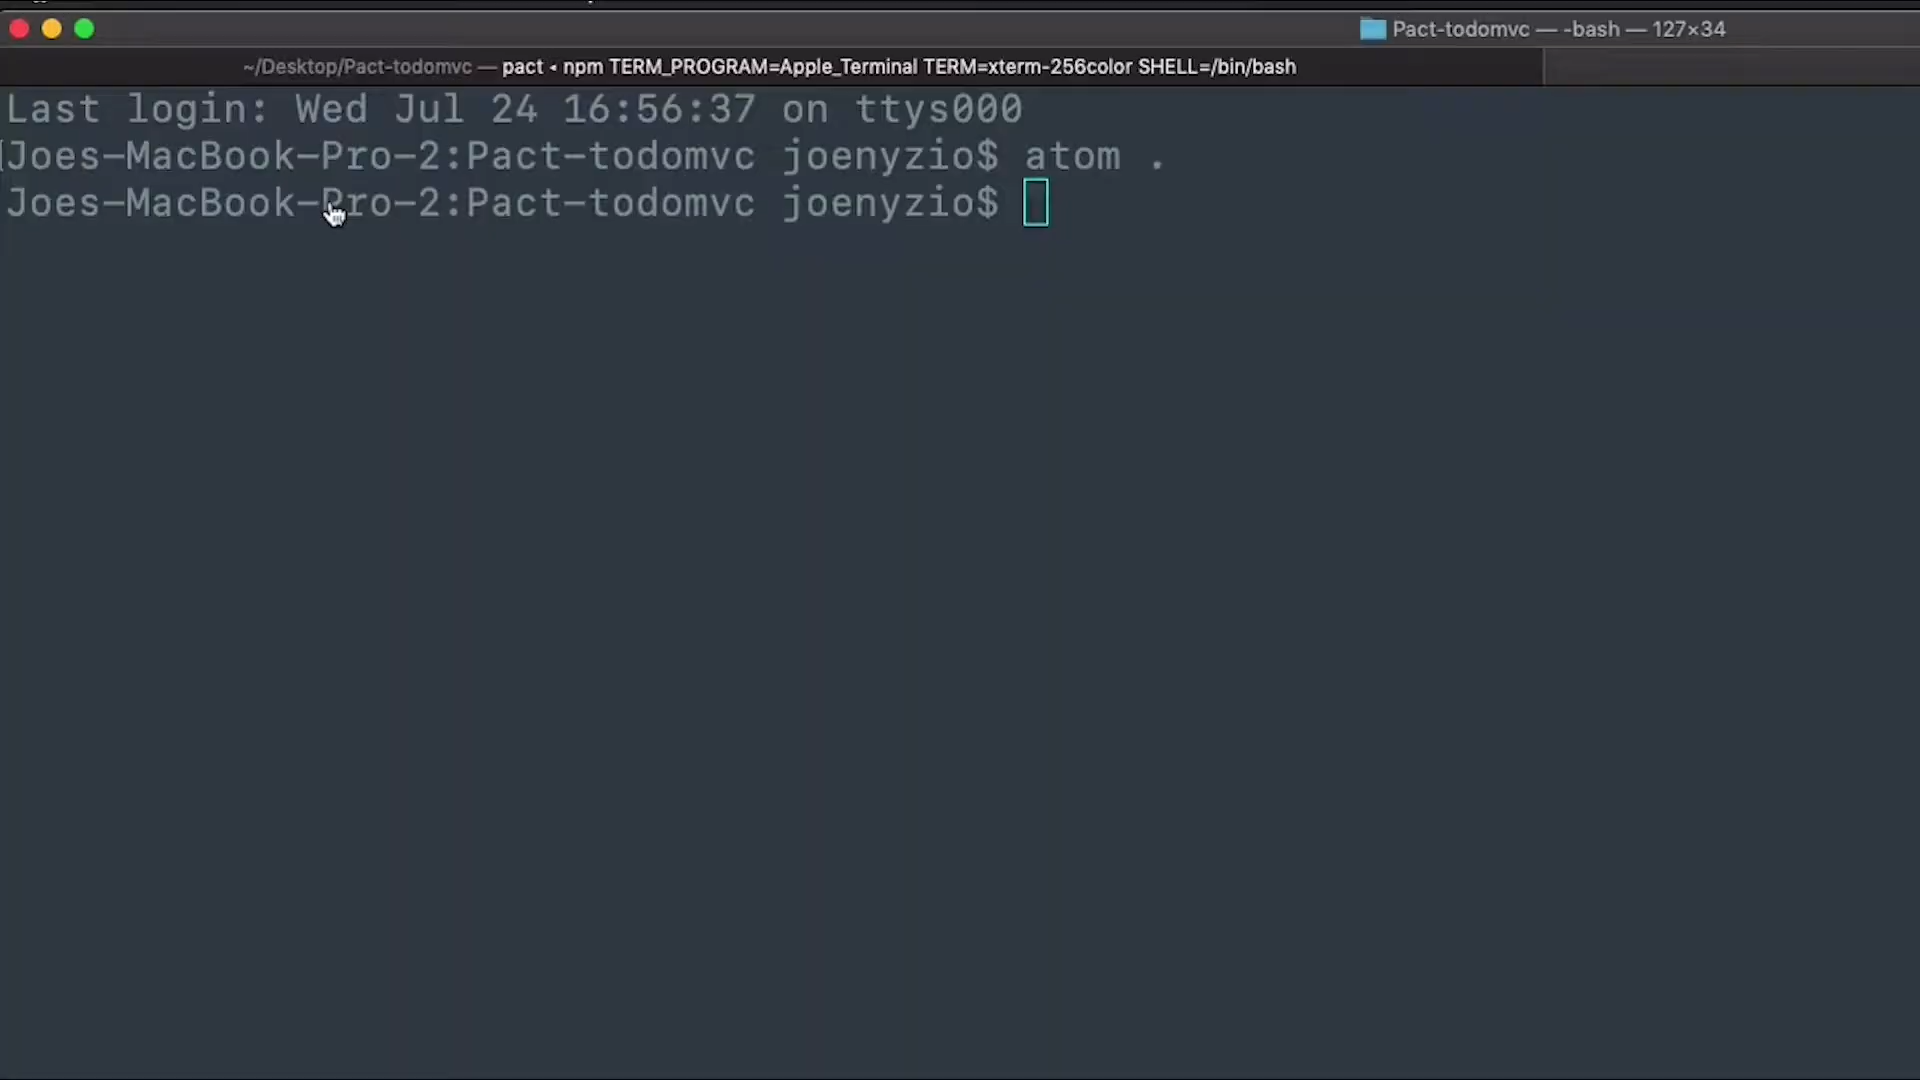 Pact-todomvc — -bash — 127×34
~/Desktop/Pact-todomvc — pact ◂ npm TERM_PROGRAM=Apple_Terminal TERM=xterm-256color SHELL=/bin/bash
Last login: Wed Jul 24 16:56:37 on ttys000
Joes-MacBook-Pro-2:Pact-todomvc joenyzio$ atom .
Joes-MacBook-Pro-2:Pact-todomvc joenyzio$